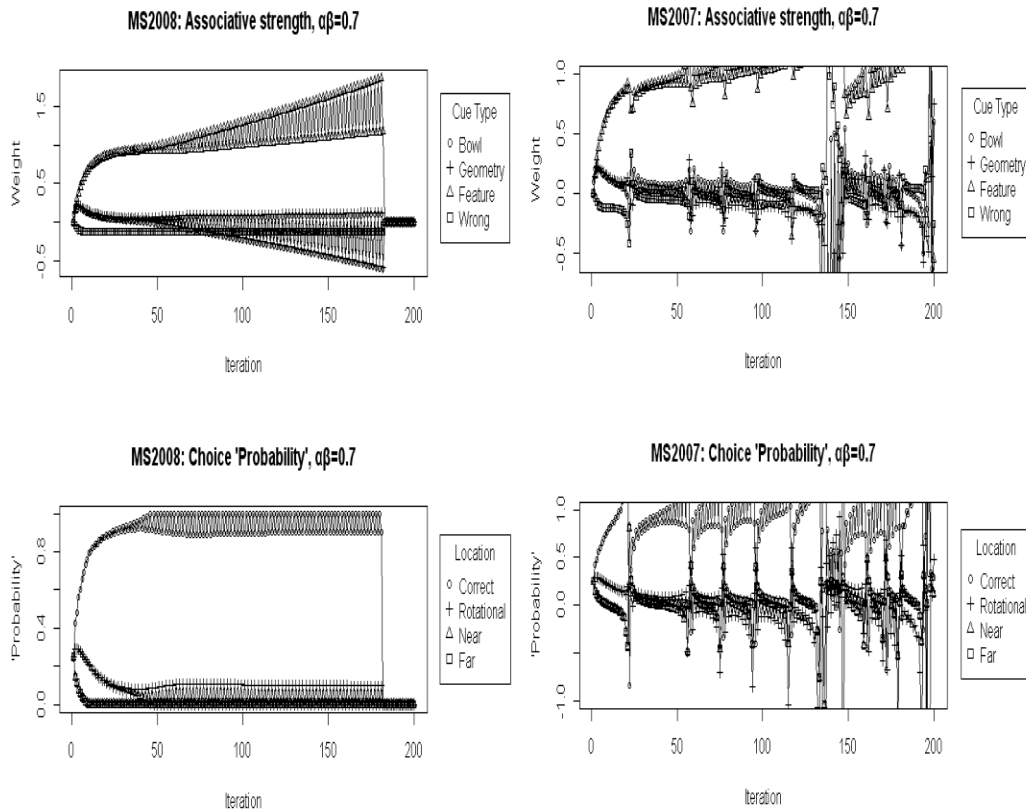 MS2008: Associative strength, αβ=0.7
Weight
1.5
0.5
-0.5
0 50 100 150 200
Iteration
Cue Type
Bowl
Geometry
Feature
Wrong
MS2007: Associative strength, αβ=0.7
Weight
1.0
0.5
0.0
-0.5
0 50 100 150 200
Iteration
Cue Type
Bowl
Geometry
Feature
Wrong
MS2008: Choice 'Probability', αβ=0.7
'Probability'
0.8
0.4
0.0
0 50 100 150 200
Iteration
Location
Correct
Rotational
Near
Far
MS2007: Choice 'Probability', αβ=0.7
'Probability'
1.0
0.5
0.0
-1.0
0 50 100 150 200
Iteration
Location
Correct
Rotational
Near
Far